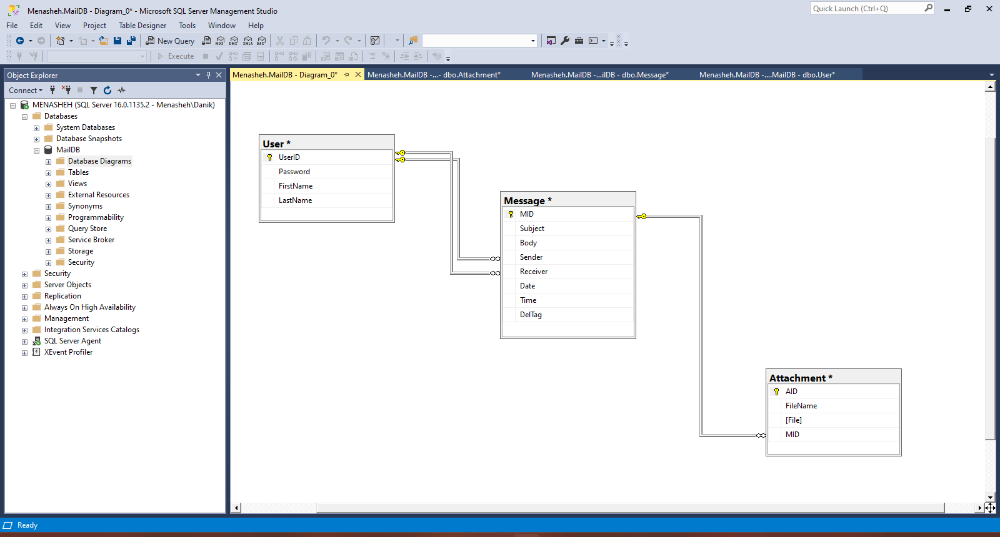 Menasheh.MailDB - Diagram_0* - Microsoft SQL Server Management Studio
Quick Launch (Ctrl+Q)
File Edit View Project Table Designer Tools Window Help
New Query MDX DMX XMLA DAX
Execute
Object Explorer
Menasheh.MailDB - Diagram_0* Menasheh.MailDB -...- dbo.Attachment* Menasheh.MailDB -...ilDB - dbo.Message* Menasheh.MailDB -....MailDB - dbo.User*
Connect
MENASHEH (SQL Server 16.0.1135.2 - Menasheh\Danik)
Databases
System Databases
Database Snapshots
MailDB
Database Diagrams
Tables
Views
External Resources
Synonyms
Programmability
Query Store
Service Broker
Storage
Security
Security
Server Objects
Replication
Always On High Availability
Management
Integration Services Catalogs
SQL Server Agent
XEvent Profiler
User *
UserID
Password
FirstName
LastName
Message *
MID
Subject
Body
Sender
Receiver
Date
Time
DelTag
Attachment *
AID
FileName
[File]
MID
Ready